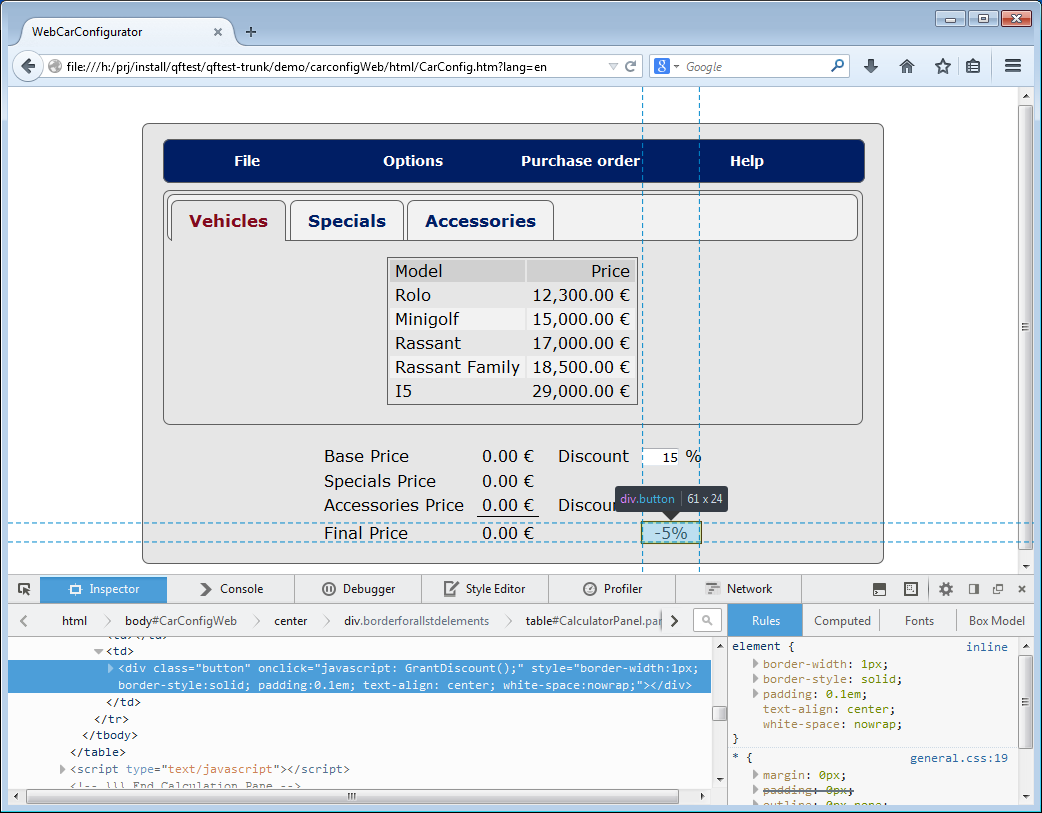 WebCarConfigurator
file:///h:/prj/install/qftest/qftest-trunk/demo/carconfigWeb/html/CarConfig.htm?lang=en
8 Google
File Options Purchase order Help
Vehicles Specials Accessories
Model Price
Rolo 12,300.00 €
Minigolf 15,000.00 €
Rassant 17,000.00 €
Rassant Family 18,500.00 €
I5 29,000.00 €
Base Price 0.00 € Discount 15 %
Specials Price 0.00 €
div.button 61 x 24
Accessories Price 0.00 € Discou
Final Price 0.00 € -5%
Inspector Console Debugger Style Editor Profiler Network
html body#CarConfigWeb center div.borderforallstdelements table#CalculatorPanel.par
Rules Computed Fonts Box Model
<td></td>
<td>
<div class="button" onclick="javascript: GrantDiscount();" style="border-width:1px;
border-style:solid; padding:0.1em; text-align: center; white-space:nowrap;"></div>
</td>
</tr>
</tbody>
</table>
<script type="text/javascript"></script>
<!-- !!! End Calculation Pane -->
element { inline
border-width: 1px;
border-style: solid;
padding: 0.1em;
text-align: center;
white-space: nowrap;
}
* { general.css:19
margin: 0px;
padding: 0px;
outline: 0px none;